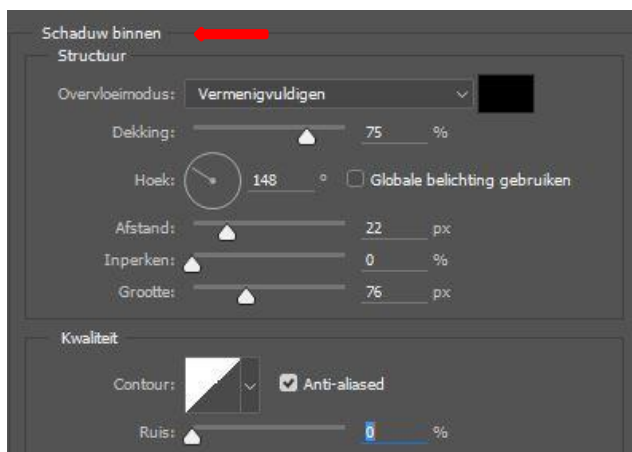 Schaduw binnen
Structuur
Overvloeimodus: Vermenigvuldigen
Dekking: 75 %
Hoek: 148 ° Globale belichting gebruiken
Afstand: 22 px
Inperken: 0 %
Grootte: 76 px
Kwaliteit
Contour: Anti-aliased
Ruis: 0 %